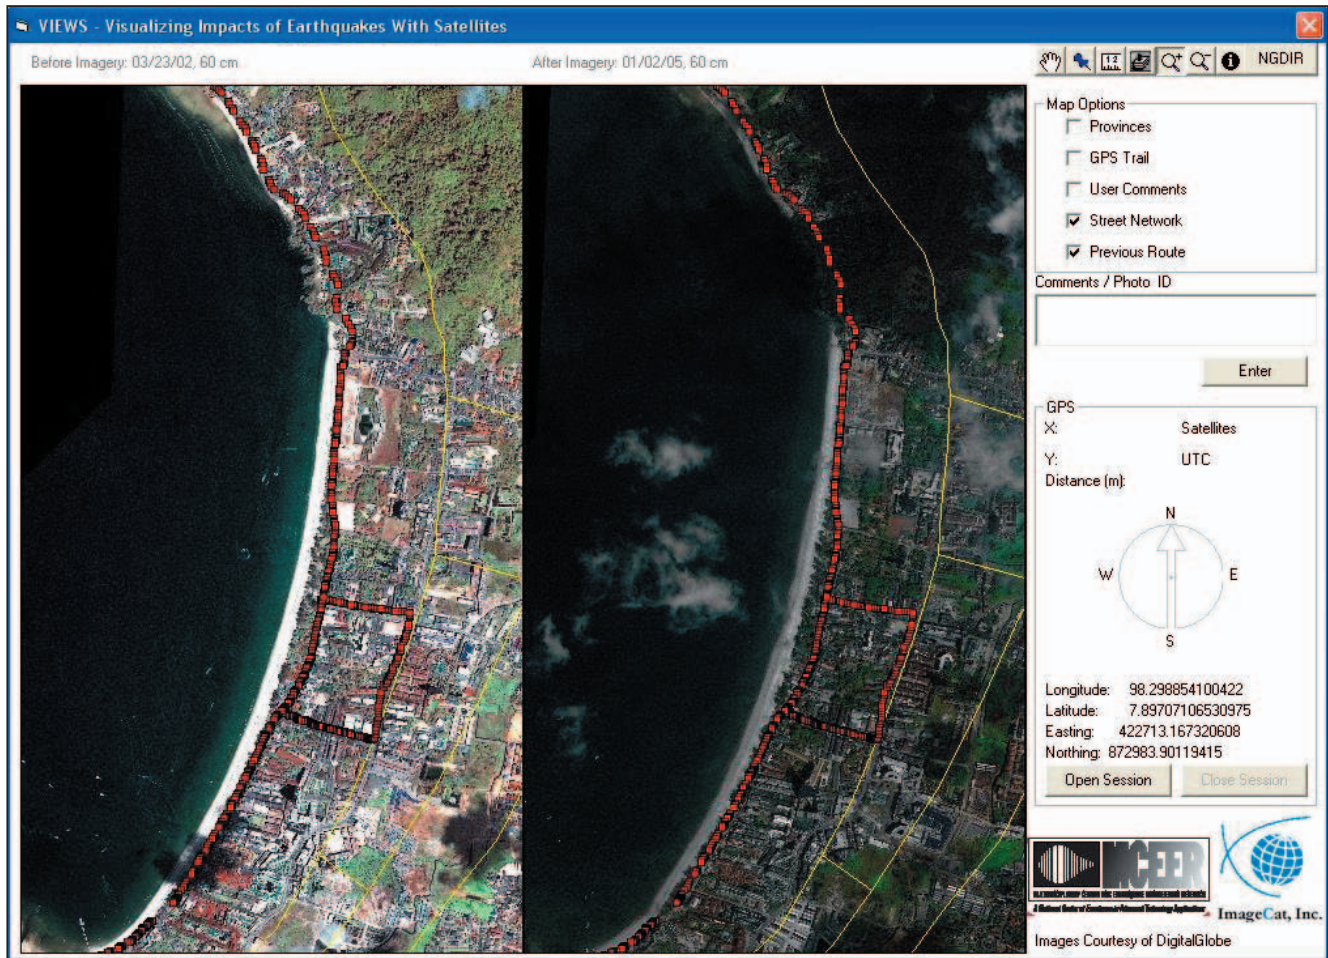 VIEWS - Visualizing Impacts of Earthquakes With Satellites
Before Imagery: 03/23/02, 60 cm
After Imagery: 01/02/05, 60 cm
NGDIR
Map Options
Provinces
GPS Trail
User Comments
Street Network
Previous Route
Comments / Photo ID
Enter
GPS
X: Satellites
Y: UTC
Distance (m):
N
W E
S
Longitude: 98.298854100422
Latitude: 7.89707106530975
Easting: 422713.167320608
Northing: 872983.90119415
Open Session Close Session
MCEER
ImageCat, Inc.
Images Courtesy of DigitalGlobe